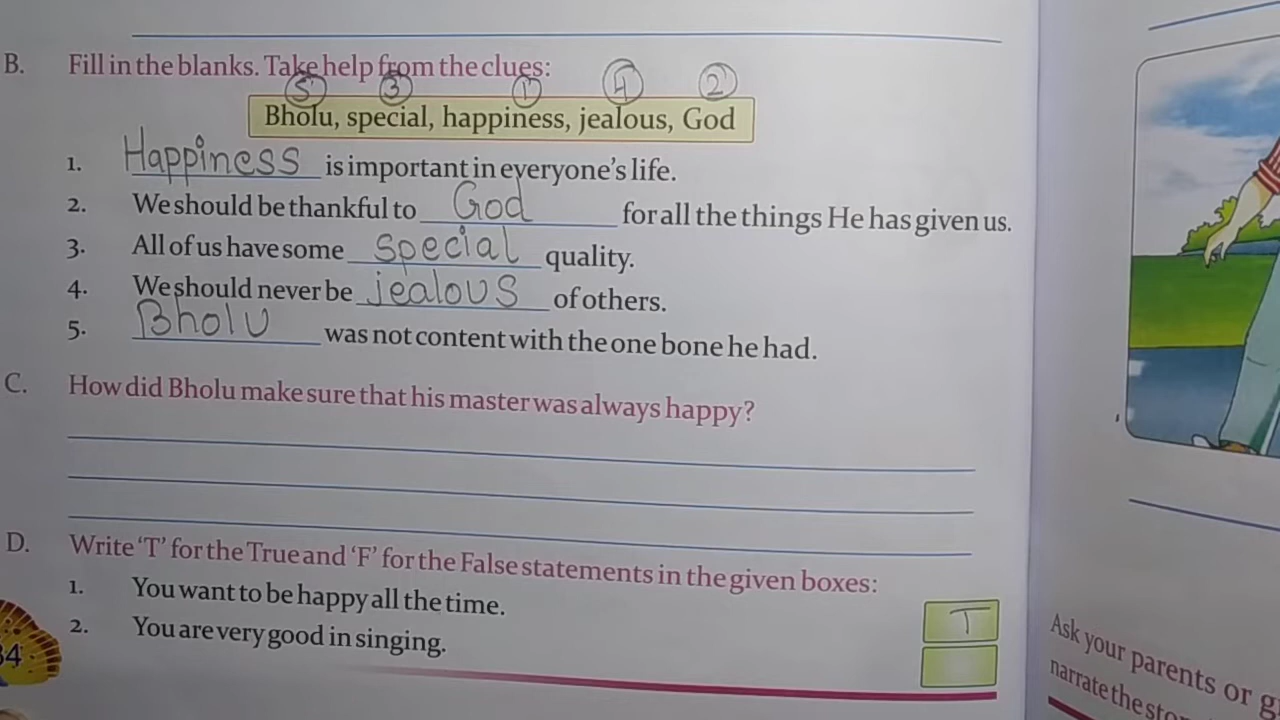 B. Fill in the blanks. Take help from the clues:
5 3 1 4 2
Bholu, special, happiness, jealous, God
1. Happiness is important in everyone's life.
2. We should be thankful to God for all the things He has given us.
3. All of us have some special quality.
4. We should never be jealous of others.
5. Bholu was not content with the one bone he had.
C. How did Bholu make sure that his master was always happy?
D. Write 'T' for the True and 'F' for the False statements in the given boxes:
1. You want to be happy all the time. T
2. You are very good in singing.
34
Ask your parents or
narrate the